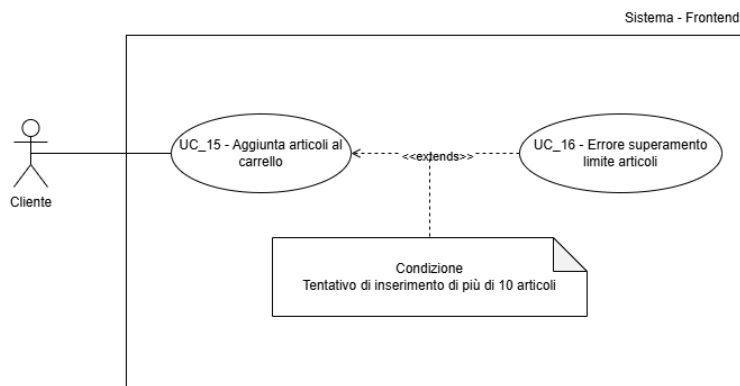 Sistema - Frontend
UC_15 - Aggiunta articoli al
carrello
<<extends>>
UC_16 - Errore superamento
limite articoli
Cliente
Condizione
Tentativo di inserimento di più di 10 articoli